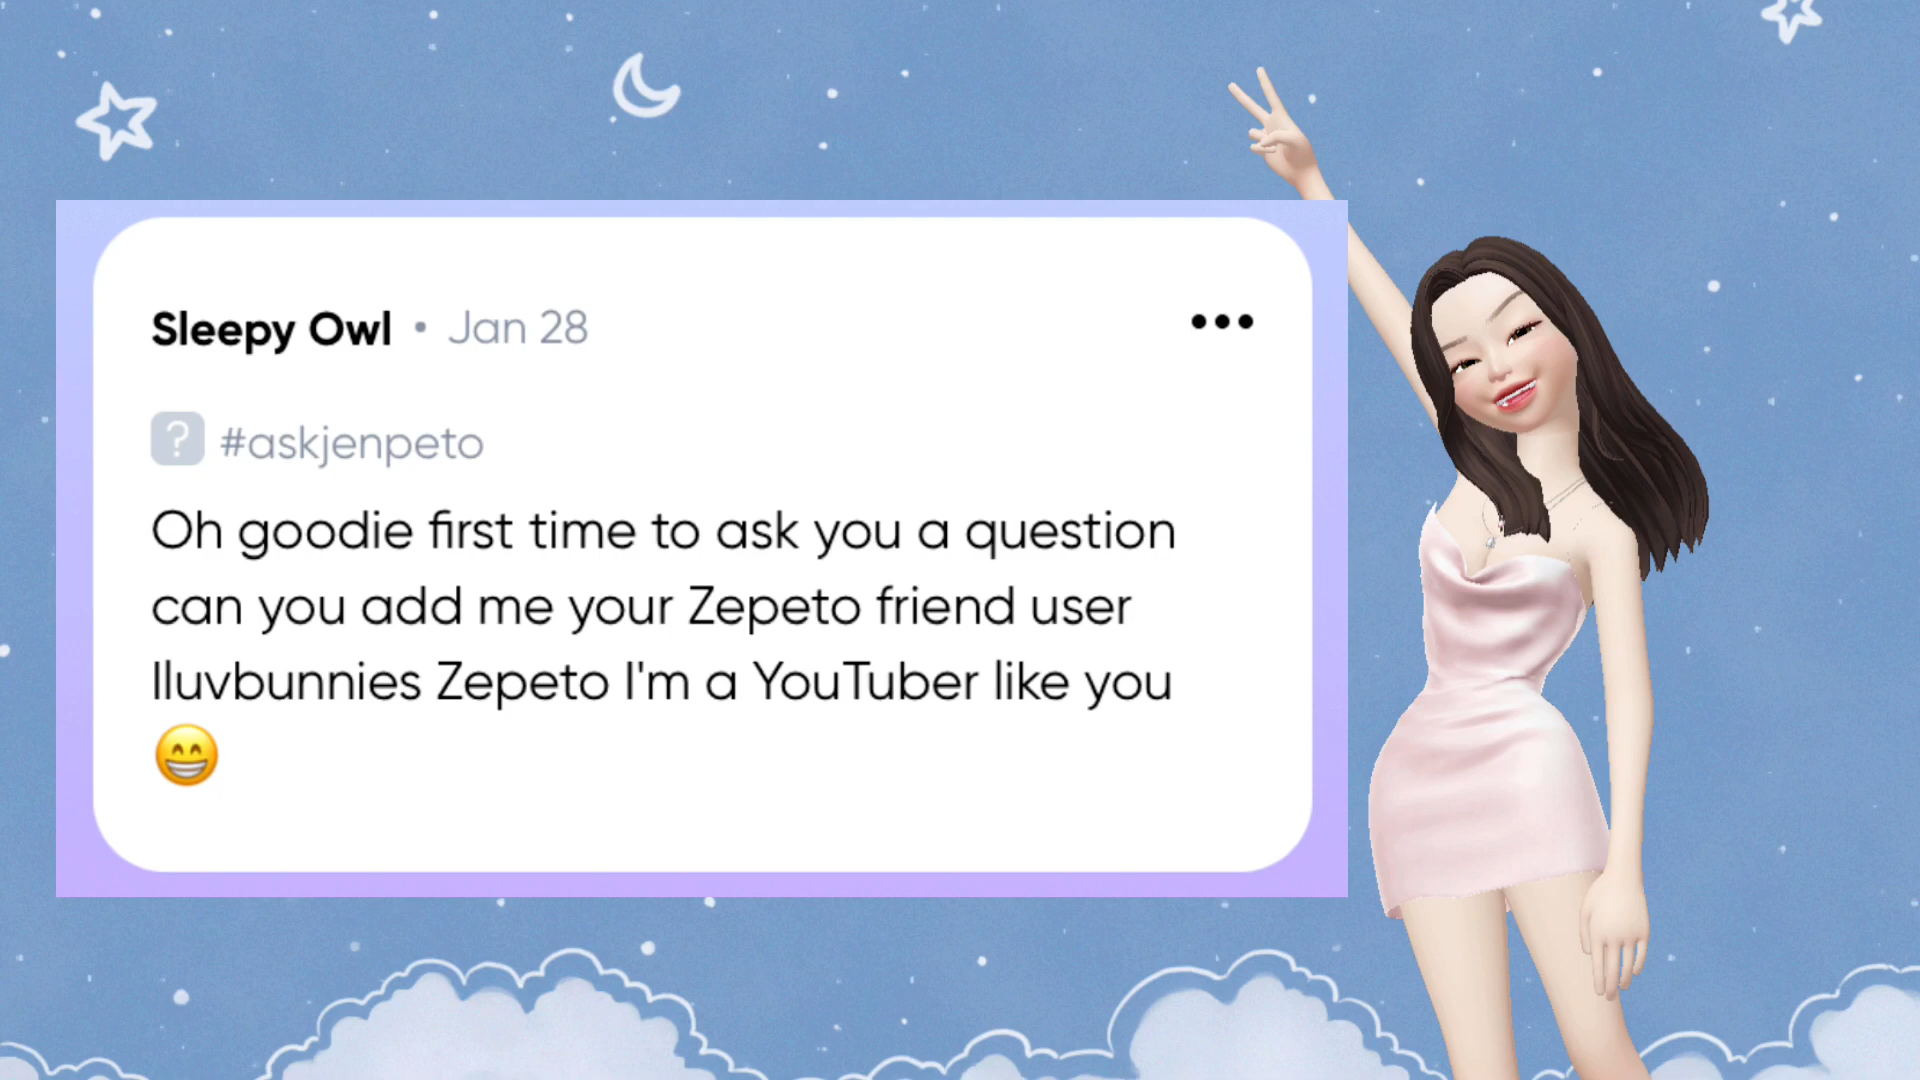 Sleepy Owl • Jan 28
#askjenpeto
Oh goodie first time to ask you a question
can you add me your Zepeto friend user
Iluvbunnies Zepeto I'm a YouTuber like you
😁